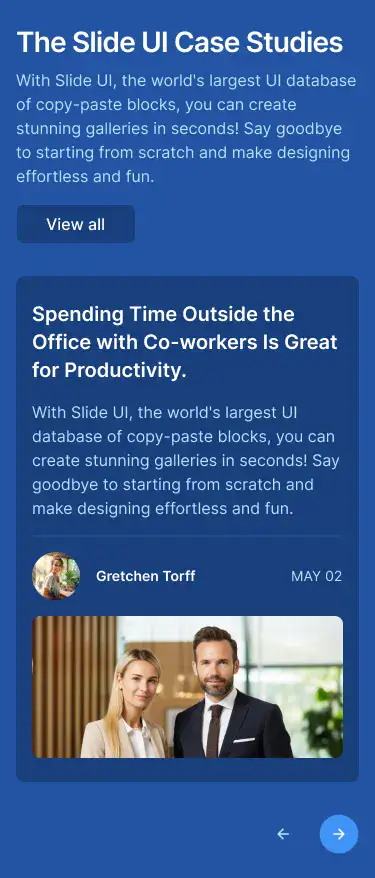 The Slide UI Case Studies
With Slide UI, the world's largest UI database
of copy-paste blocks, you can create
stunning galleries in seconds! Say goodbye
to starting from scratch and make designing
effortless and fun.
View all
Spending Time Outside the
Office with Co-workers Is Great
for Productivity.
With Slide UI, the world's largest UI
database of copy-paste blocks, you can
create stunning galleries in seconds! Say
goodbye to starting from scratch and
make designing effortless and fun.
Gretchen Torff
MAY 02